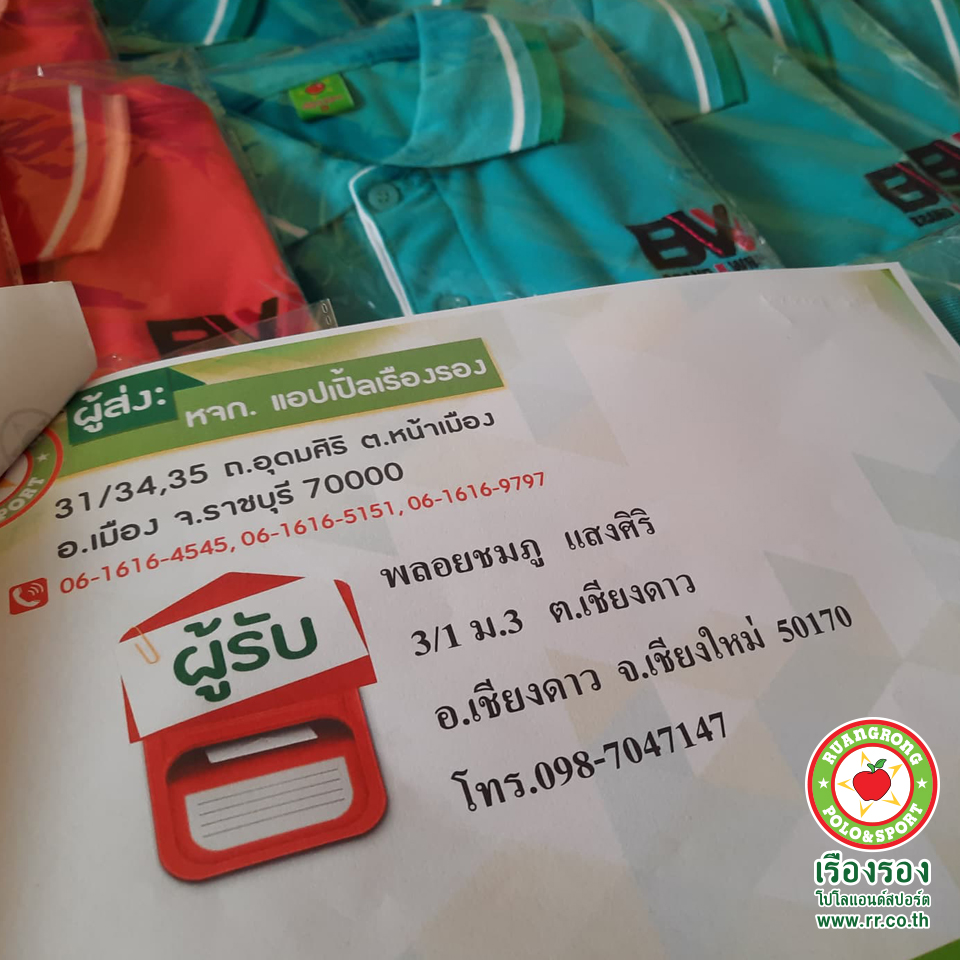 BW
BW
BW
BW
ผู้ส่ง:
หจก. แอปเปิ้ลเรืองรอง
31/34,35 ถ.อุดมศิริ ต.หน้าเมือง
อ.เมือง จ.ราชบุรี 70000
06-1616-4545, 06-1616-5151, 06-1616-9797
ผู้รับ
พลอยชมภู แสงศิริ
3/1 ม.3 ต.เชียงดาว
อ.เชียงดาว จ.เชียงใหม่ 50170
โทร.098-7047147
RUANGRONG
POLO&SPORT
เรืองรอง
โปโลแอนด์สปอร์ต
www.rr.co.th